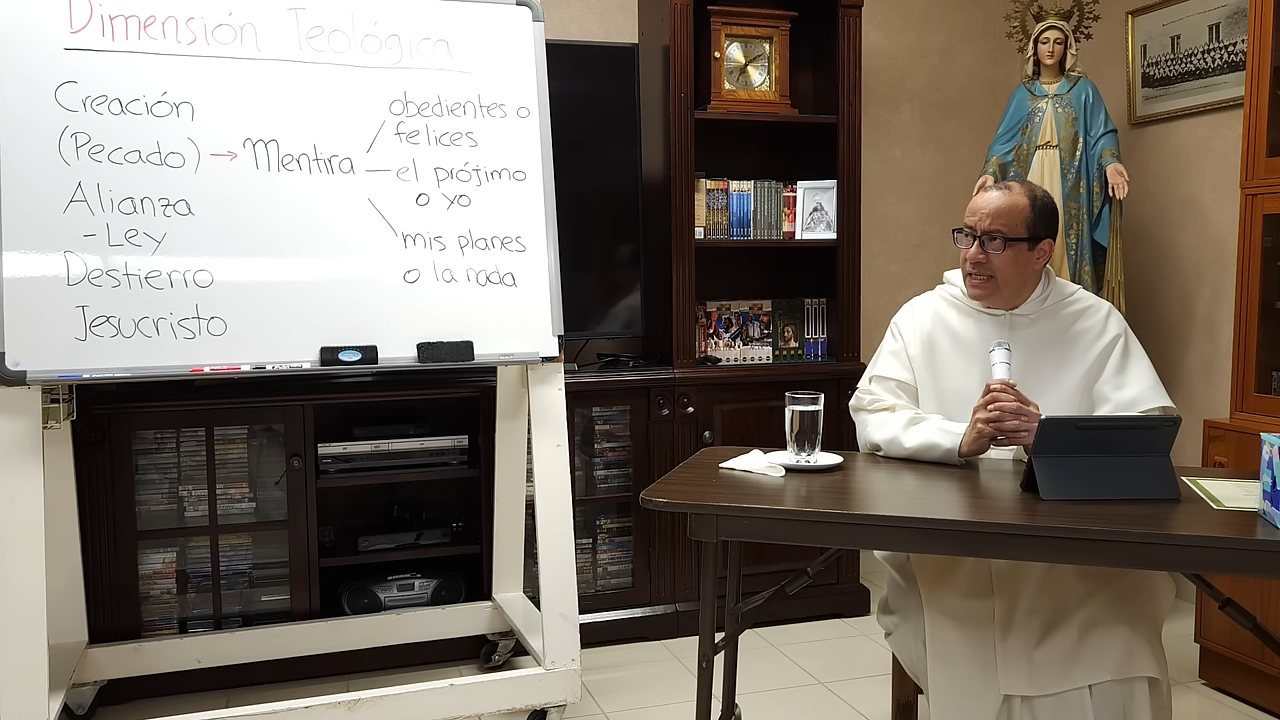 Dimensión Teológica
Creación
(Pecado) → Mentira
Alianza
- Ley
Destierro
Jesucristo
obedientes o
felices
el prójimo
o yo
mis planes
o la nada